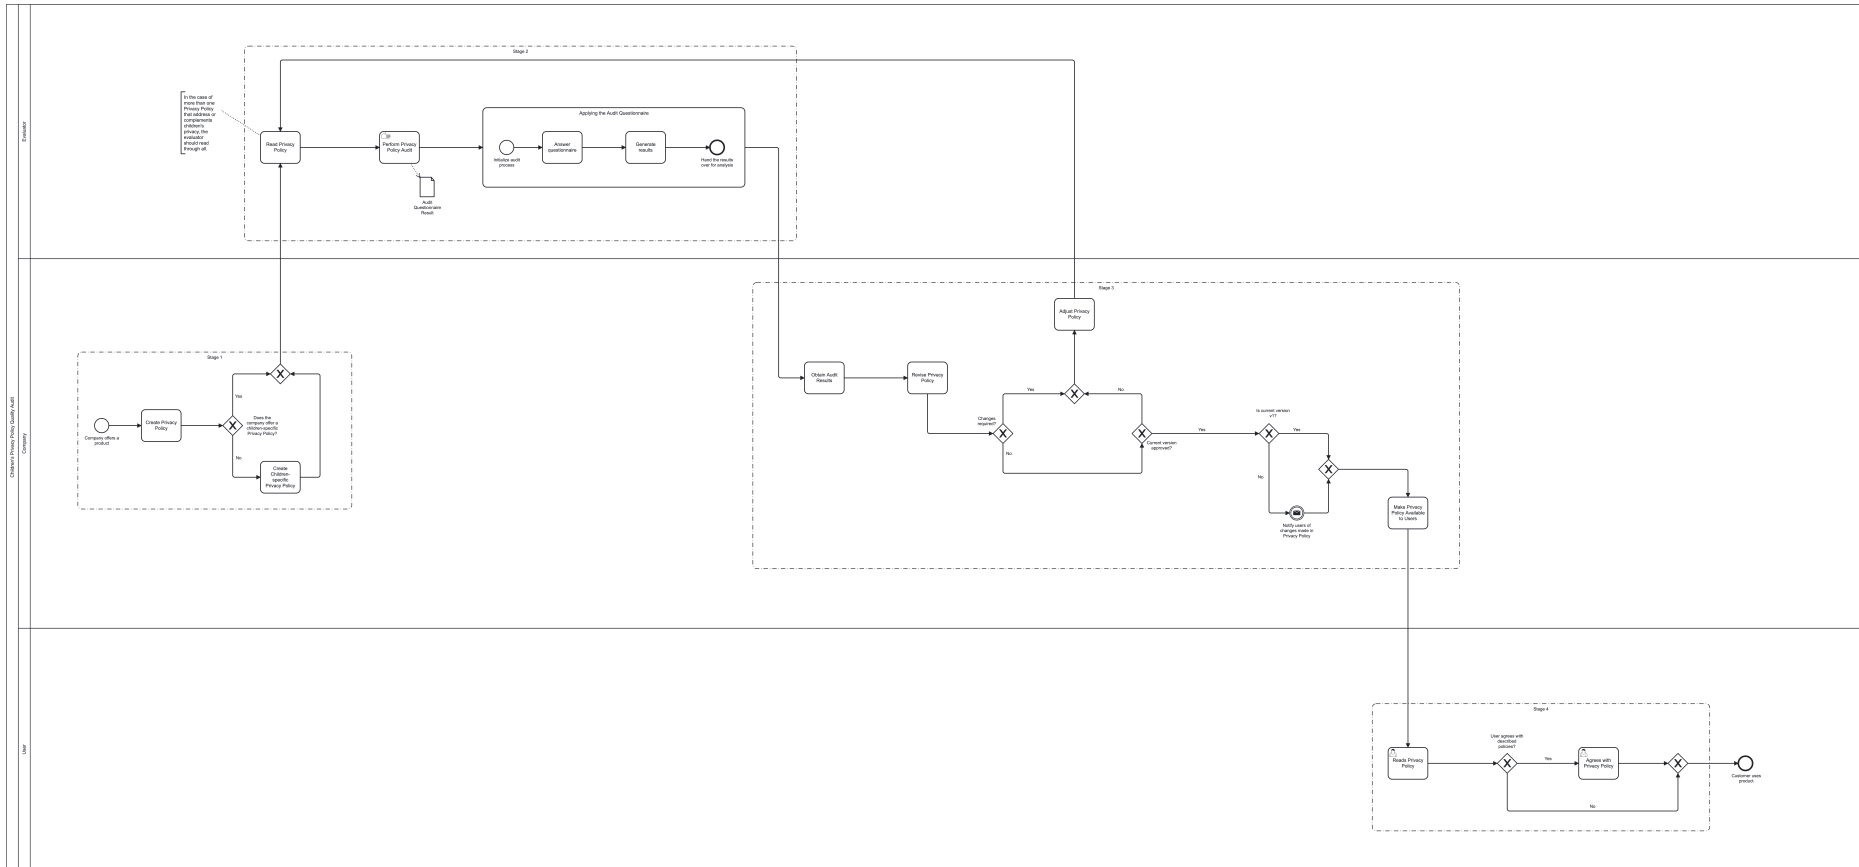 Children's Privacy Policy Quality Audit
Evaluator
Stage 2
In the case of
more than one
Privacy Policy
that address or
complements
children's
privacy, the
evaluator
should read
through all.
Read Privacy
Policy
Perform Privacy
Policy Audit
Audit
Questionnaire
Result
Applying the Audit Questionnaire
Initialize audit
process
Answer
questionnaire
Generate
results
Hand the results
over for analysis
Company
Stage 1
Company offers a
product
Create Privacy
Policy
Does the
company offer a
children-specific
Privacy Policy?
Yes
No
Create
Children-
specific
Privacy Policy
Stage 3
Obtain Audit
Results
Revise Privacy
Policy
Changes
required?
Yes
No
Adjust Privacy
Policy
No
Current version
approved?
Yes
Is current version
v1?
Yes
No
Notify users of
changes made in
Privacy Policy
Make Privacy
Policy Available
to Users
User
Stage 4
Reads Privacy
Policy
User agrees with
described
policies?
Yes
No
Agrees with
Privacy Policy
Customer uses
product